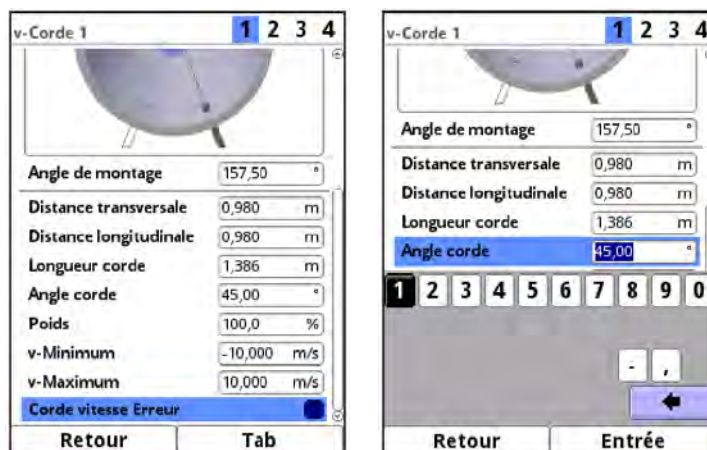 v-Corde 1 1 2 3 4
Angle de montage 157,50 °
Distance transversale 0,980 m
Distance longitudinale 0,980 m
Longueur corde 1,386 m
Angle corde 45,00 °
Poids 100,0 %
v-Minimum -10,000 m/s
v-Maximum 10,000 m/s
Corde vitesse Erreur
Retour Tab
v-Corde 1 1 2 3 4
Angle de montage 157,50 °
Distance transversale 0,980 m
Distance longitudinale 0,980 m
Longueur corde 1,386 m
Angle corde 45,00 °
1 2 3 4 5 6 7 8 9 0
- ,
Retour Entrée